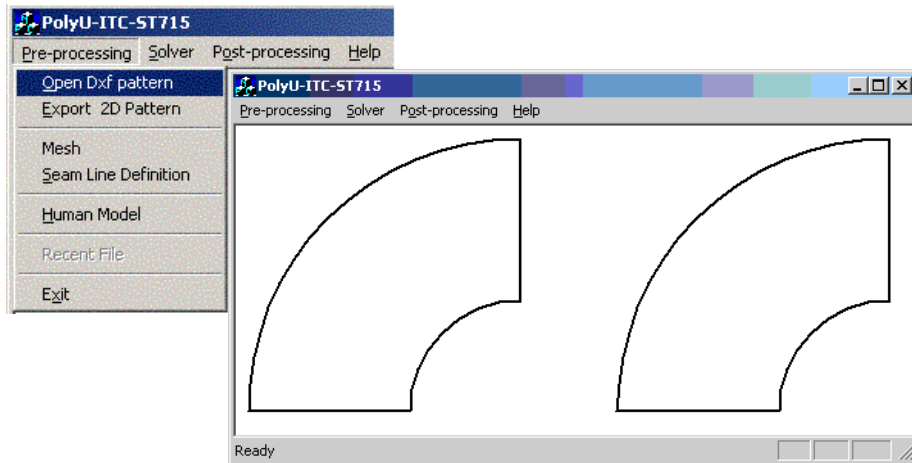 PolyU-ITC-ST715
Pre-processing Solver Post-processing Help
Open Dxf pattern
Export 2D Pattern
Mesh
Seam Line Definition
Human Model
Recent File
Exit
PolyU-ITC-ST715
Pre-processing Solver Post-processing Help
Ready